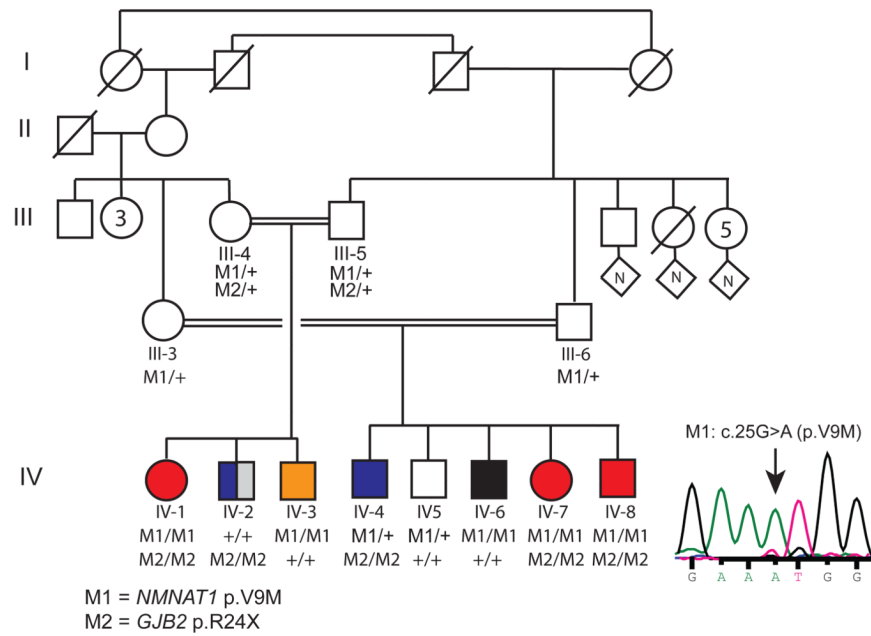 I
II
III
3
5
N N N
III-4
M1/+
M2/+
III-5
M1/+
M2/+
III-3
M1/+
III-6
M1/+
M1: c.25G>A (p.V9M)
IV
IV-1 IV-2 IV-3 IV-4 IV5 IV-6 IV-7 IV-8
M1/M1 +/+ M1/M1 M1/+ M1/+ M1/M1 M1/M1 M1/M1
M2/M2 M2/M2 +/+ M2/M2 +/+ +/+ M2/M2 M2/M2
G A A A T G G
M1 = NMNAT1 p.V9M
M2 = GJB2 p.R24X